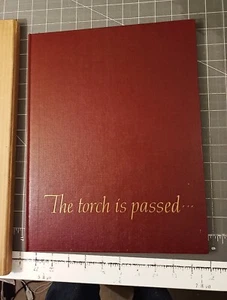 The torch is passed...